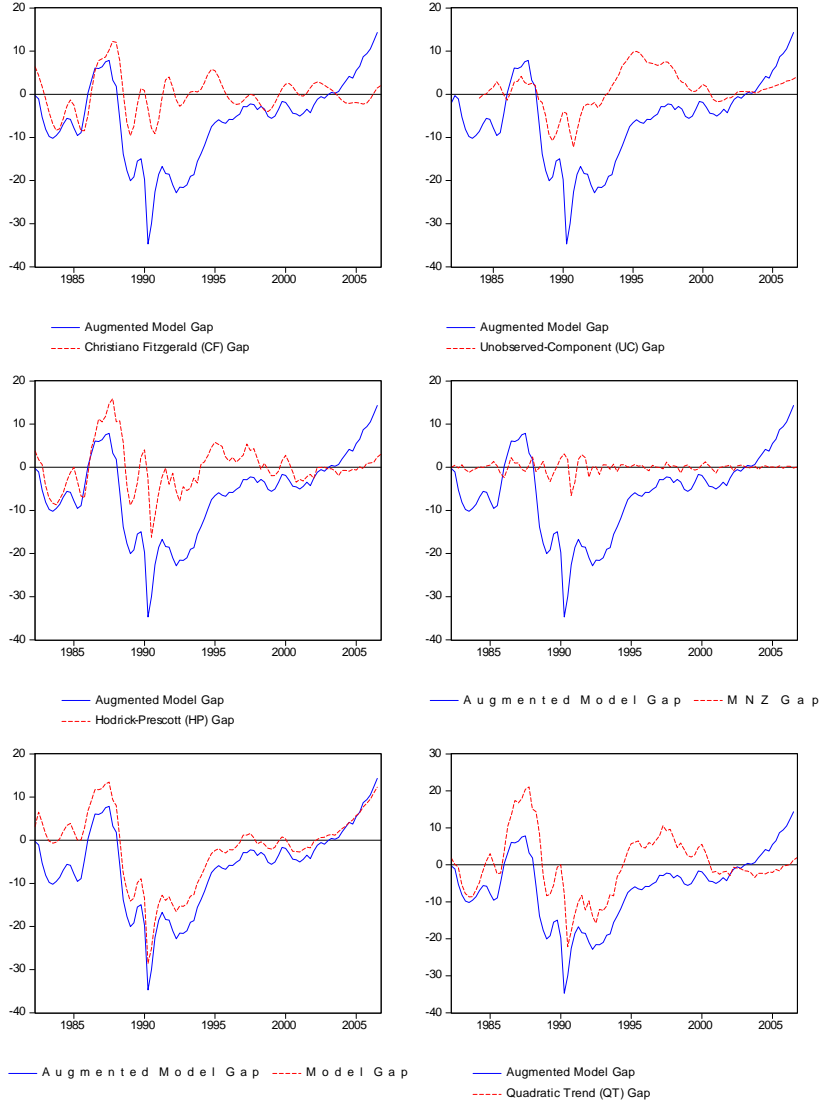 20
10
0
-10
-20
-30
-40
1985 1990 1995 2000 2005
Augmented Model Gap
Christiano Fitzgerald (CF) Gap
20
10
0
-10
-20
-30
-40
1985 1990 1995 2000 2005
Augmented Model Gap
Unobserved-Component (UC) Gap
20
10
0
-10
-20
-30
-40
1985 1990 1995 2000 2005
Augmented Model Gap
Hodrick-Prescott (HP) Gap
20
10
0
-10
-20
-30
-40
1985 1990 1995 2000 2005
Augmented Model Gap MNZ Gap
20
10
0
-10
-20
-30
-40
1985 1990 1995 2000 2005
Augmented Model Gap Model Gap
30
20
10
0
-10
-20
-30
-40
1985 1990 1995 2000 2005
Augmented Model Gap
Quadratic Trend (QT) Gap